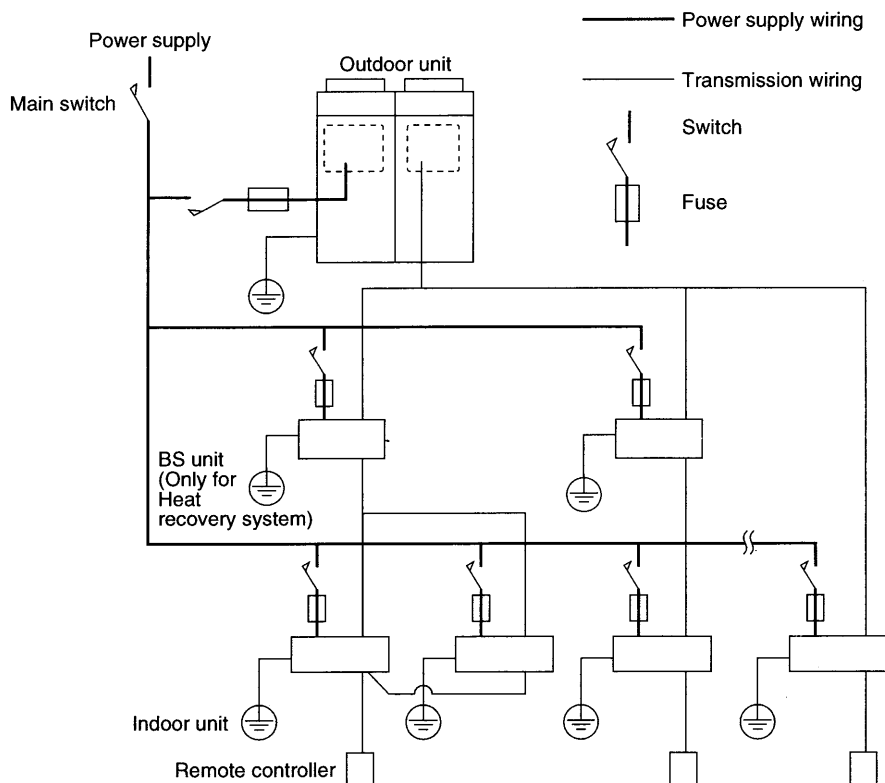 Power supply
Main switch
Outdoor unit
Power supply wiring
Transmission wiring
Switch
Fuse
BS unit
(Only for
Heat
recovery system)
Indoor unit
Remote controller